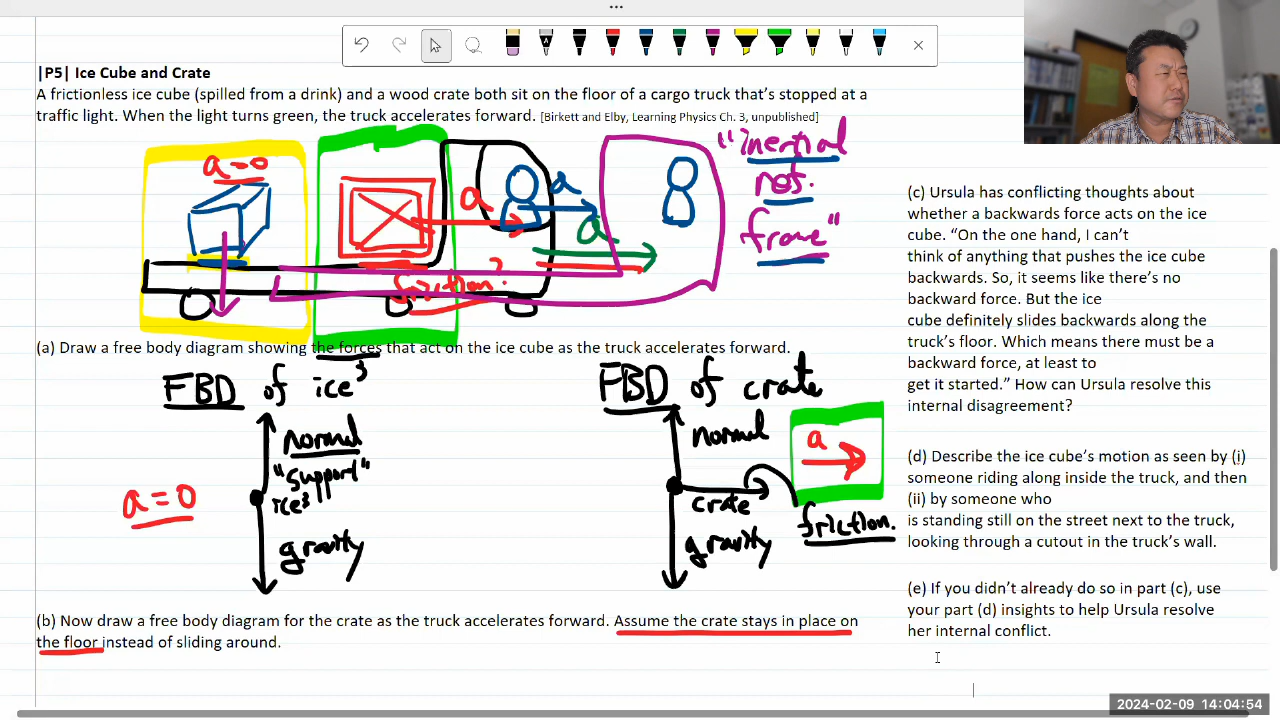 |P5| Ice Cube and Crate
A frictionless ice cube (spilled from a drink) and a wood crate both sit on the floor of a cargo truck that's stopped at a
traffic light. When the light turns green, the truck accelerates forward. [Birkett and Elby, Learning Physics Ch. 3, unpublished]
a=0
a
a
a
friction?
"inertial
ref.
frame"
(a) Draw a free body diagram showing the forces that act on the ice cube as the truck accelerates forward.
FBD of ice³
normal
"support"
ice³
a=0
gravity
FBD of crate
normal
a
crate
friction.
gravity
(b) Now draw a free body diagram for the crate as the truck accelerates forward. Assume the crate stays in place on
the floor instead of sliding around.
(c) Ursula has conflicting thoughts about
whether a backwards force acts on the ice
cube. "On the one hand, I can't
think of anything that pushes the ice cube
backwards. So, it seems like there's no
backward force. But the ice
cube definitely slides backwards along the
truck's floor. Which means there must be a
backward force, at least to
get it started." How can Ursula resolve this
internal disagreement?
(d) Describe the ice cube's motion as seen by (i)
someone riding along inside the truck, and then
(ii) by someone who
is standing still on the street next to the truck,
looking through a cutout in the truck's wall.
(e) If you didn't already do so in part (c), use
your part (d) insights to help Ursula resolve
her internal conflict.
2024-02-09 14:04:54